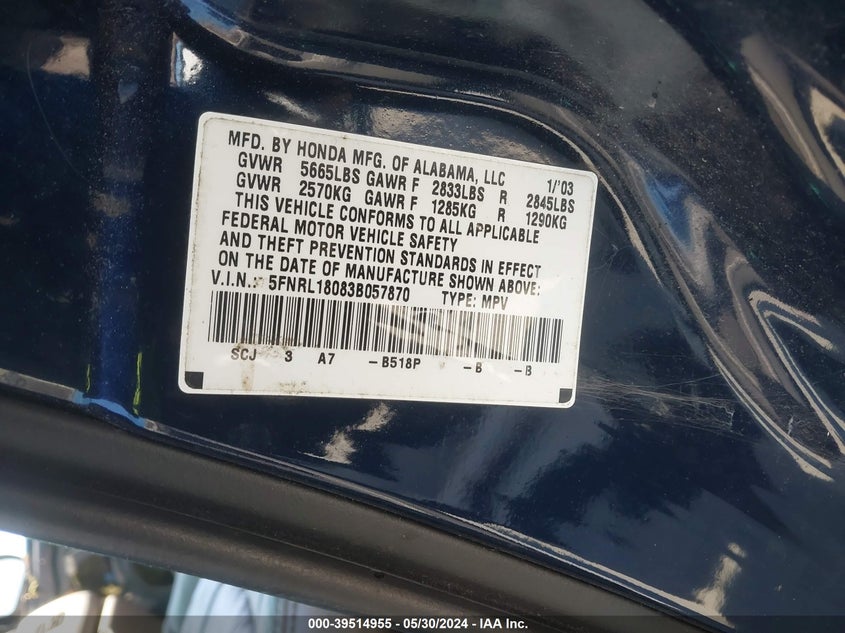 MFD. BY HONDA MFG. OF ALABAMA, LLC 1/'03
GVWR 5665LBS GAWR F 2833LBS R 2845LBS
GVWR 2570KG GAWR F 1285KG R 1290KG
THIS VEHICLE CONFORMS TO ALL APPLICABLE
FEDERAL MOTOR VEHICLE SAFETY
AND THEFT PREVENTION STANDARDS IN EFFECT
ON THE DATE OF MANUFACTURE SHOWN ABOVE:
V.I.N.: 5FNRL18083B057870 TYPE: MPV
SCJ 3 A7 -B518P -B -B
000-39514955 - 05/30/2024 - IAA Inc.